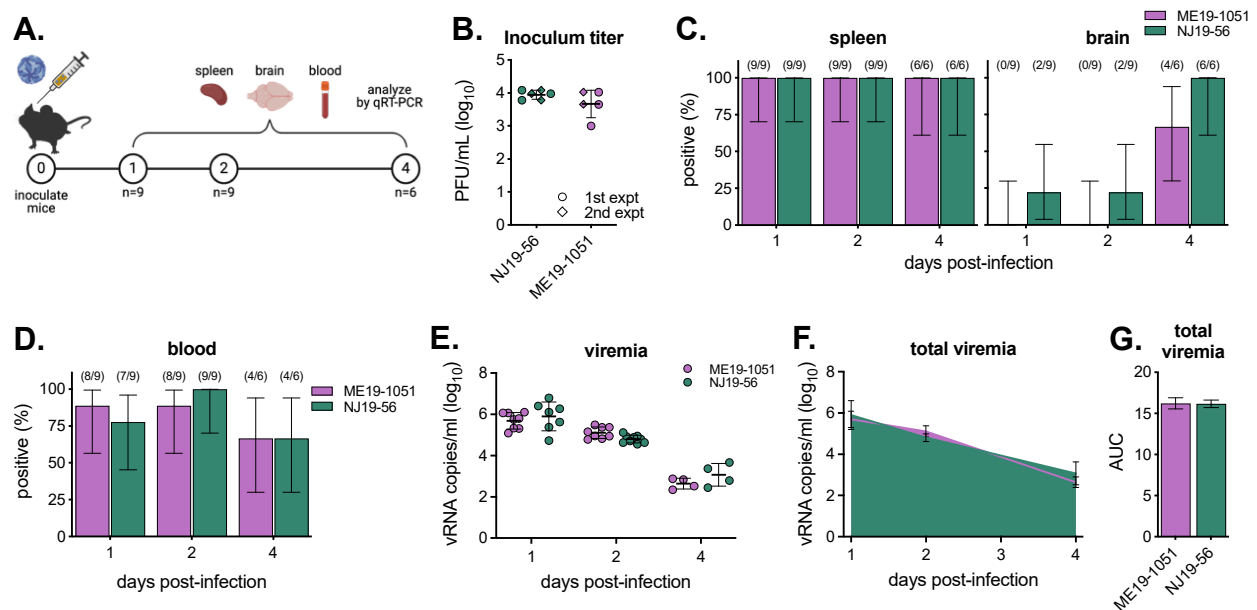 A.
spleen
brain
blood
analyze
by qRT-PCR
0
1
2
4
inoculate
mice
n=9
n=9
n=6
B.
Inoculum titer
PFU/mL (log10)
5
4
3
2
1
0
1st expt
2nd expt
NJ19-56
ME19-1051
C.
ME19-1051
NJ19-56
spleen
brain
(9/9) (9/9) (9/9) (9/9) (6/6) (6/6)
(0/9) (2/9) (0/9) (2/9) (4/6) (6/6)
positive (%)
100
75
50
25
0
1 2 4
1 2 4
days post-infection
D.
blood
(8/9) (7/9) (8/9) (9/9) (4/6) (4/6)
ME19-1051
NJ19-56
positive (%)
100
75
50
25
0
1 2 4
days post-infection
E.
viremia
ME19-1051
NJ19-56
vRNA copies/ml (log10)
8
6
4
2
0
1 2 4
days post-infection
F.
total viremia
vRNA copies/ml (log10)
8
6
4
2
0
1 2 3 4
days post-infection
G.
total
viremia
AUC
20
15
10
5
0
ME19-1051
NJ19-56